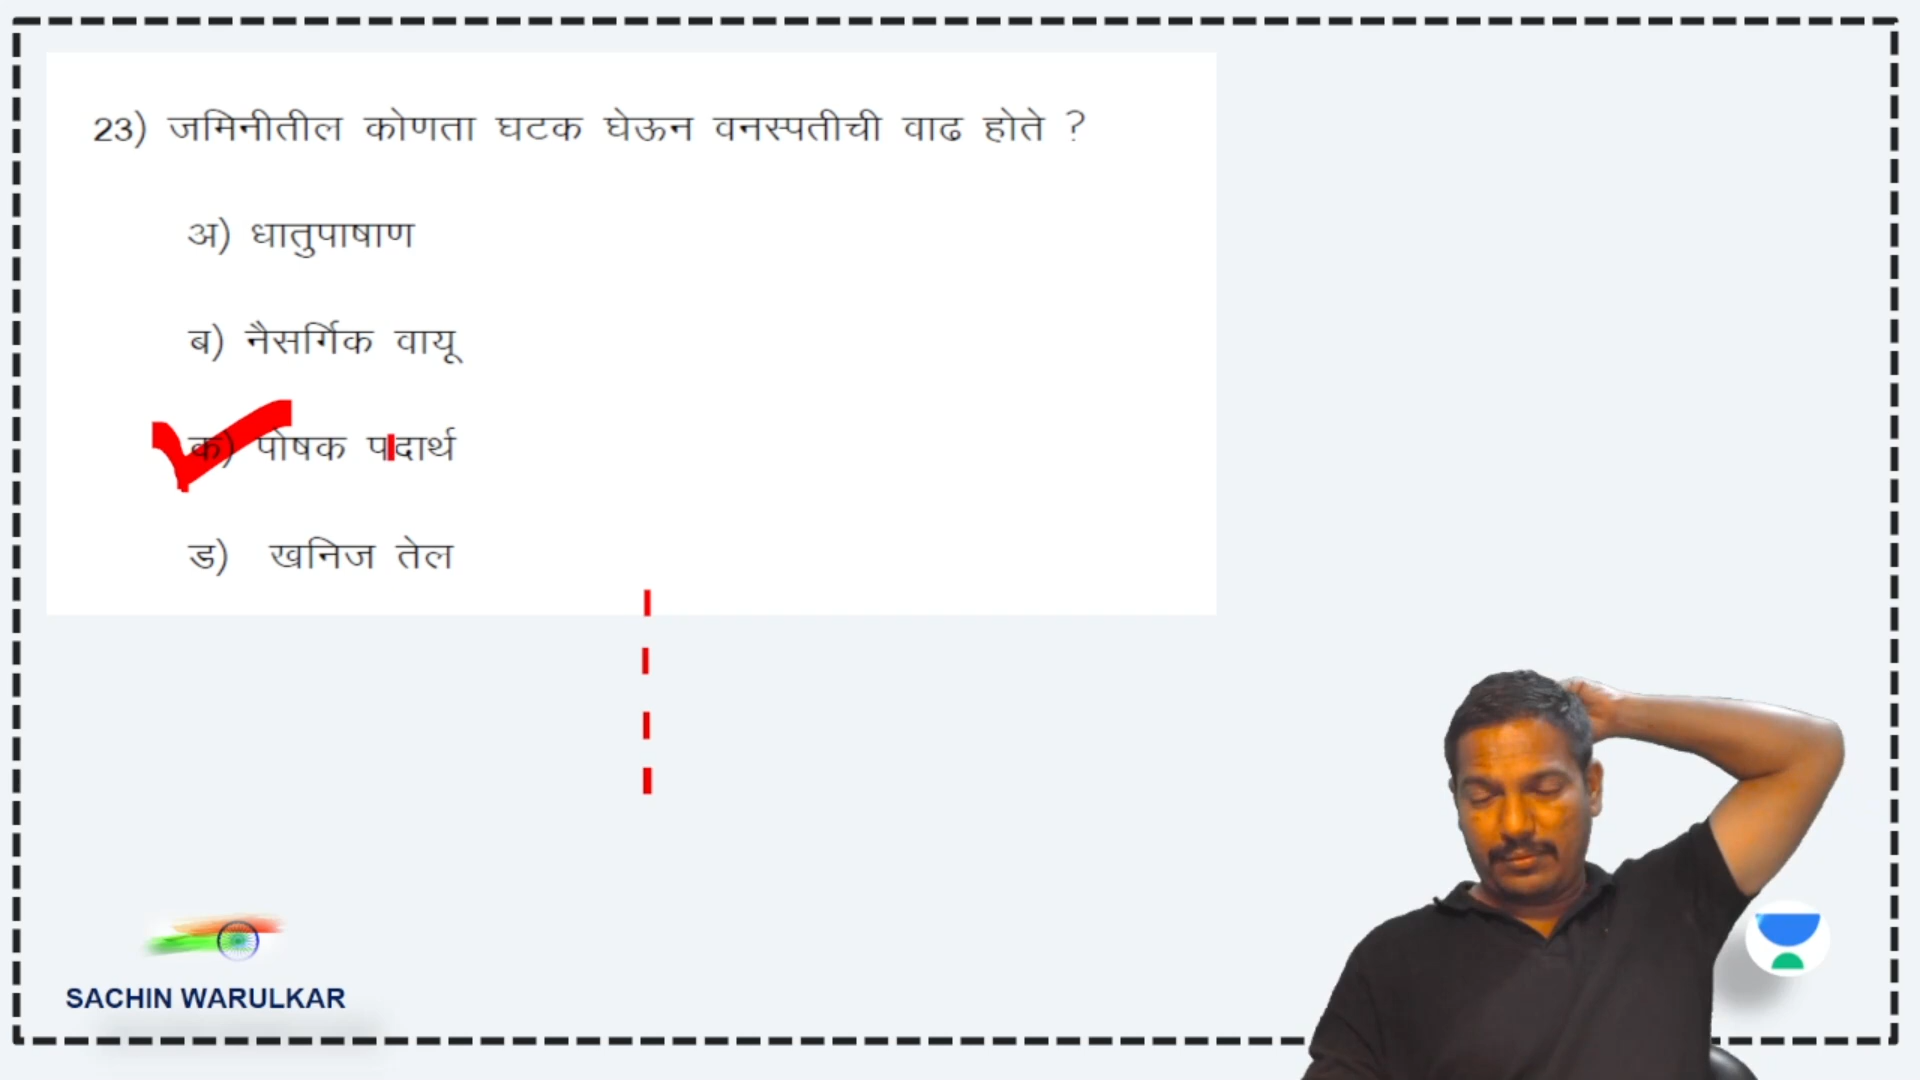 23) जमिनीतील कोणता घटक घेऊन वनस्पतीची वाढ होते ?
अ) धातुपाषाण
ब) नैसर्गिक वायू
क) पोषक पदार्थ
ड) खनिज तेल
SACHIN WARULKAR